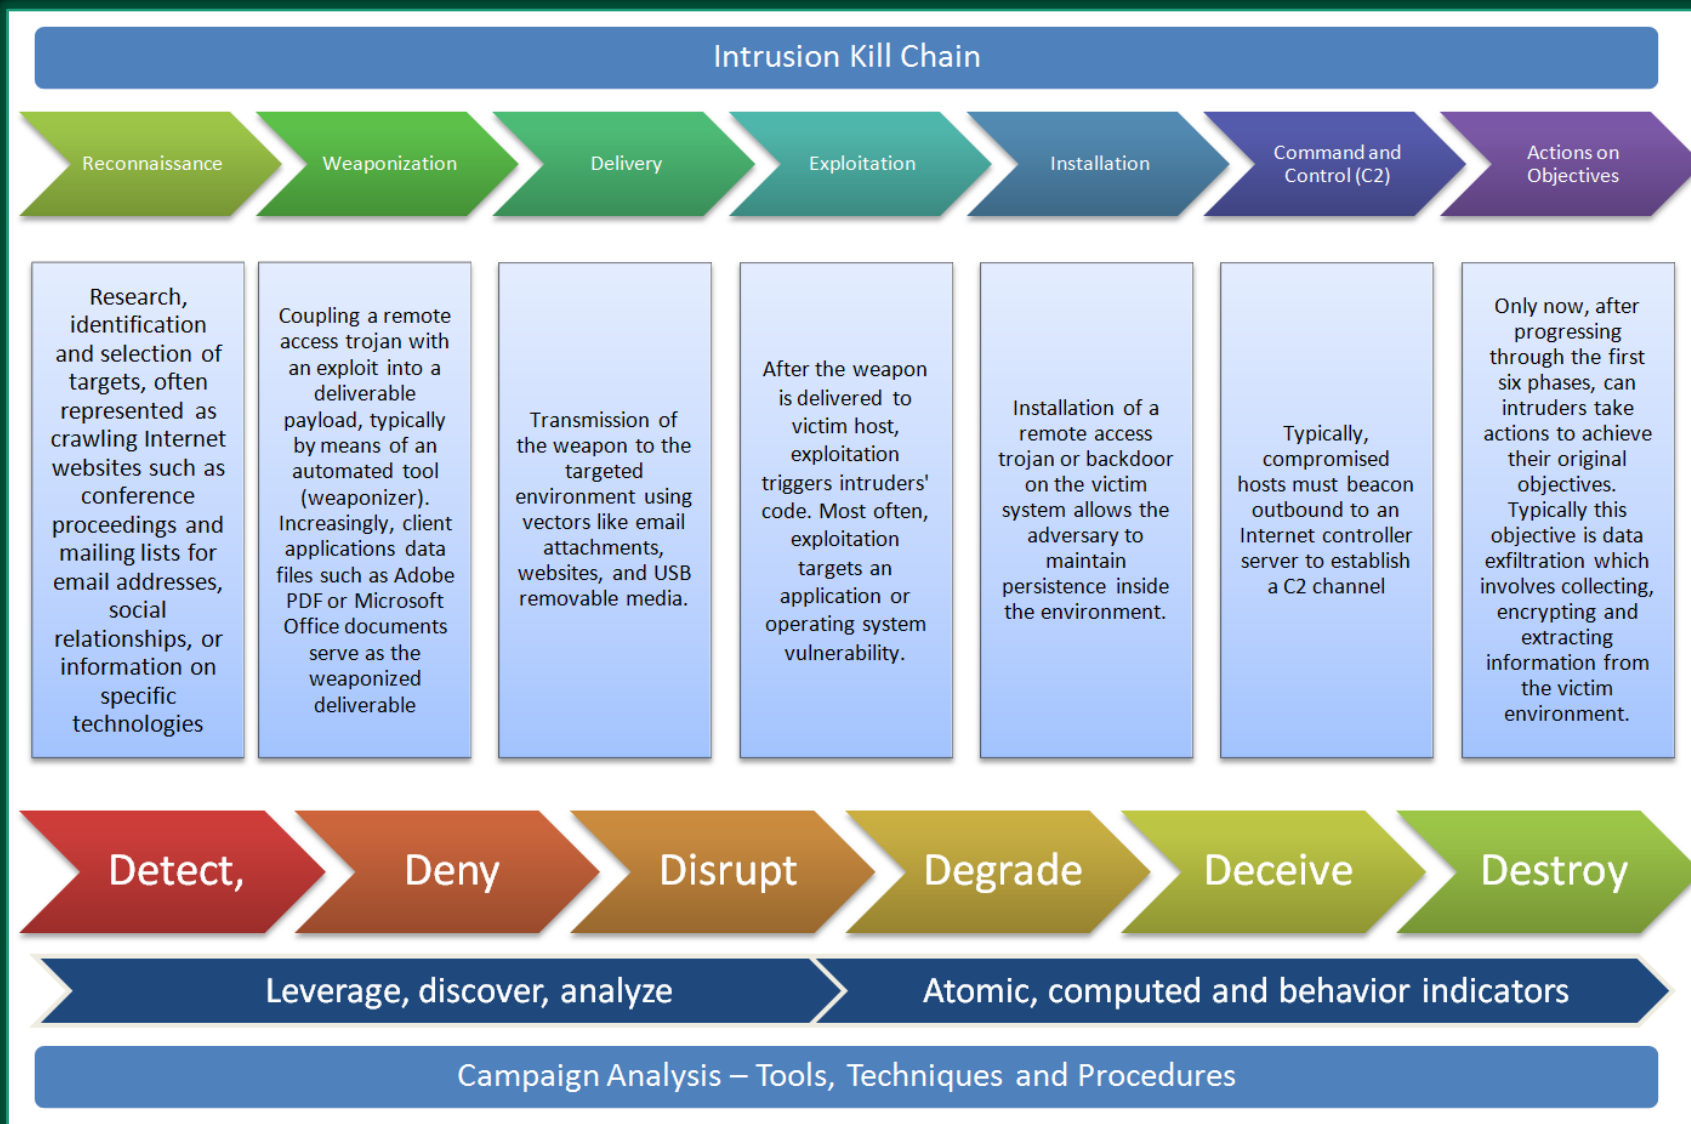 Intrusion Kill Chain
Reconnaissance
Weaponization
Delivery
Exploitation
Installation
Command and
Control (C2)
Actions on
Objectives
Research,
identification
and selection of
targets, often
represented as
crawling Internet
websites such as
conference
proceedings and
mailing lists for
email addresses,
social
relationships, or
information on
specific
technologies
Coupling a remote
access trojan with
an exploit into a
deliverable
payload, typically
by means of an
automated tool
(weaponizer).
Increasingly, client
applications data
files such as Adobe
PDF or Microsoft
Office documents
serve as the
weaponized
deliverable
Transmission of
the weapon to the
targeted
environment using
vectors like email
attachments,
websites, and USB
removable media.
After the weapon
is delivered to
victim host,
exploitation
triggers intruders'
code. Most often,
exploitation
targets an
application or
operating system
vulnerability.
Installation of a
remote access
trojan or backdoor
on the victim
system allows the
adversary to
maintain
persistence inside
the environment.
Typically,
compromised
hosts must beacon
outbound to an
Internet controller
server to establish
a C2 channel
Only now, after
progressing
through the first
six phases, can
intruders take
actions to achieve
their original
objectives.
Typically this
objective is data
exfiltration which
involves collecting,
encrypting and
extracting
information from
the victim
environment.
Detect,
Deny
Disrupt
Degrade
Deceive
Destroy
Leverage, discover, analyze
Atomic, computed and behavior indicators
Campaign Analysis – Tools, Techniques and Procedures